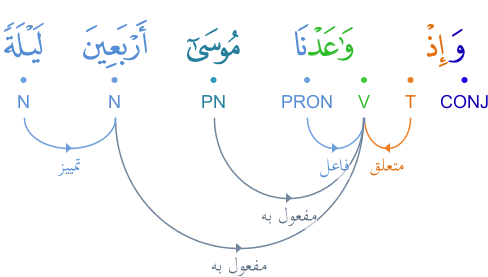 وَإِذْ وَٰعَدْنَا مُوسَىٰٓ أَرْبَعِينَ لَيْلَةً
CONJ T V PRON PN N N
متعلق فاعل تمييز
مفعول به
مفعول به